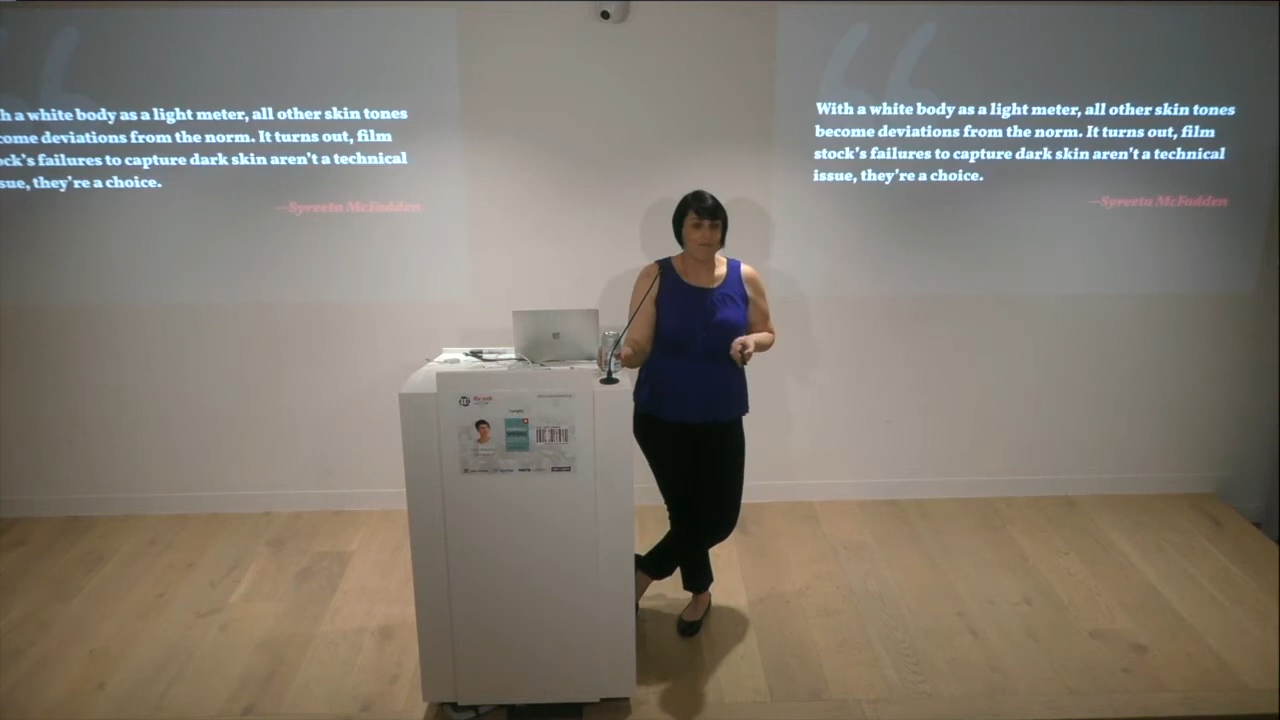 h a white body as a light meter, all other skin tones
come deviations from the norm. It turns out, film
ock's failures to capture dark skin aren't a technical
sue, they're a choice.
—Syreeta McFadden
With a white body as a light meter, all other skin tones
become deviations from the norm. It turns out, film
stock's failures to capture dark skin aren't a technical
issue, they're a choice.
—Syreeta McFadden